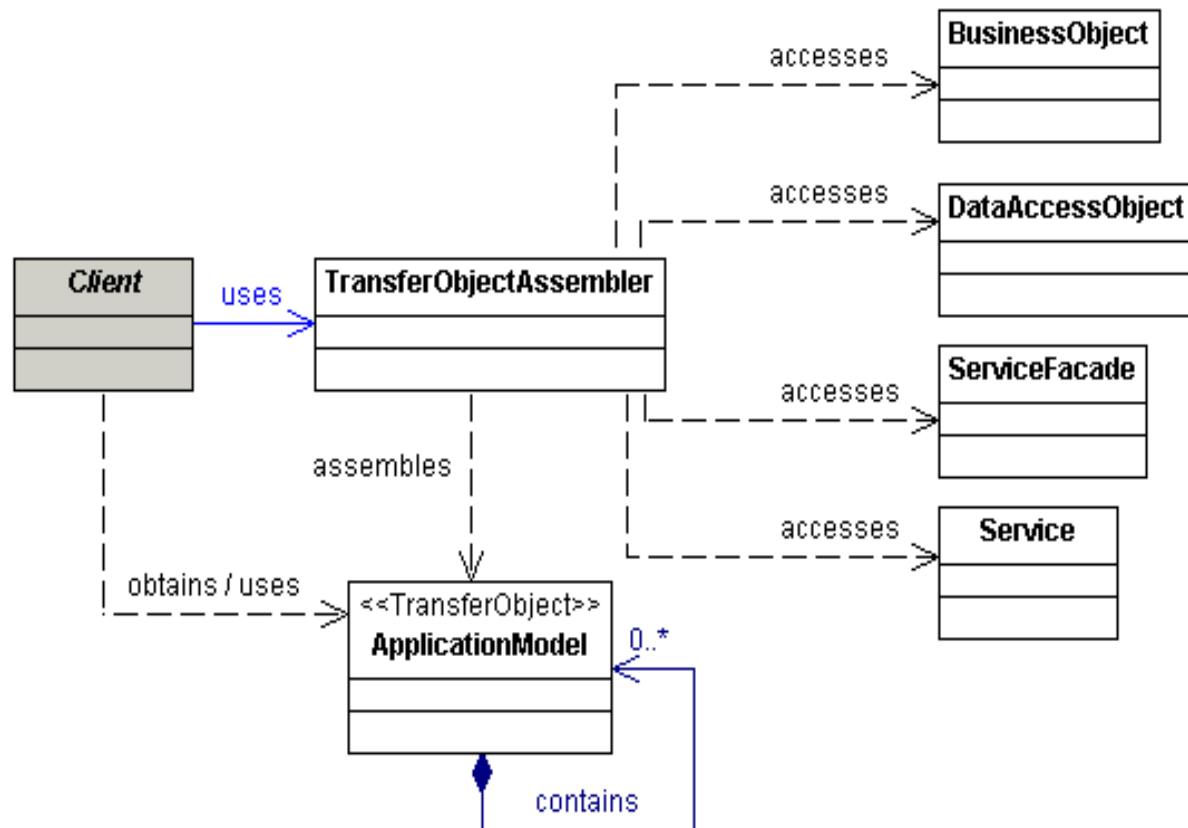 BusinessObject
accesses
accesses
DataAccessObject
Client
uses
TransferObjectAssembler
ServiceFacade
accesses
assembles
accesses
Service
obtains / uses
<<TransferObject>>
ApplicationModel
0..*
contains